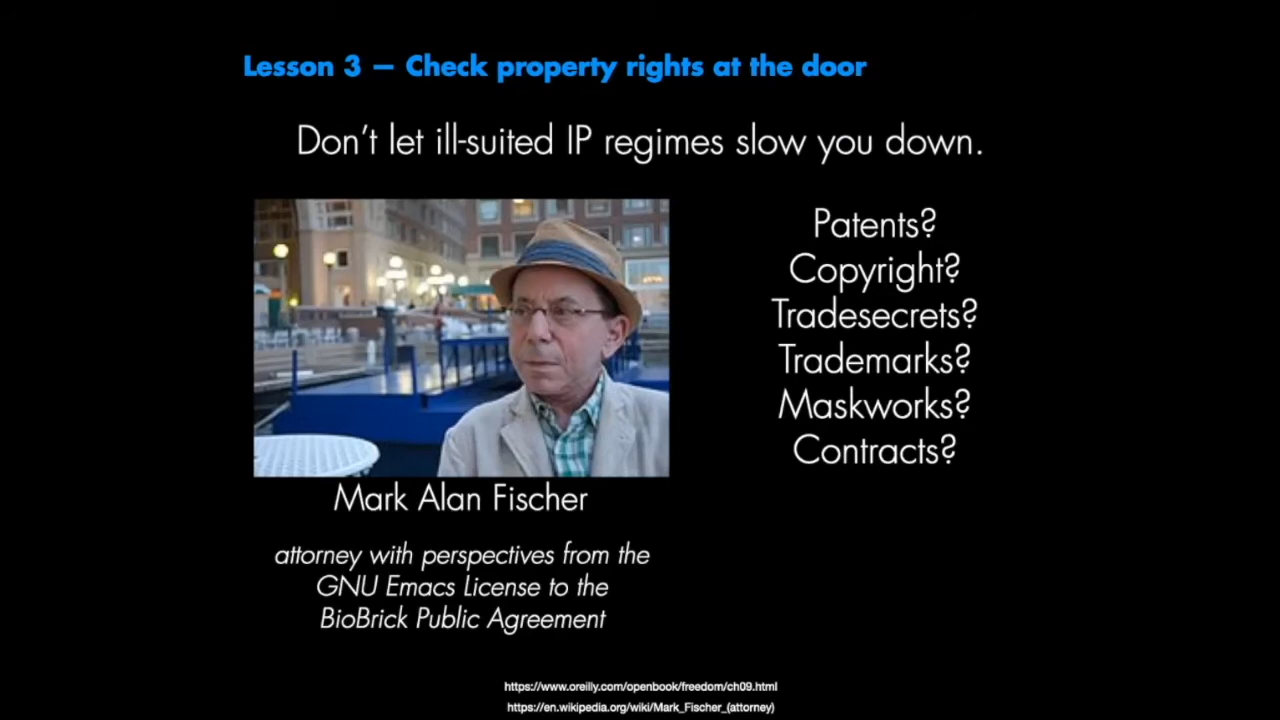 Lesson 3 — Check property rights at the door
Don't let ill-suited IP regimes slow you down.
Patents?
Copyright?
Tradesecrets?
Trademarks?
Maskworks?
Contracts?
Mark Alan Fischer
attorney with perspectives from the
GNU Emacs License to the
BioBrick Public Agreement
https://www.oreilly.com/openbook/freedom/ch09.html
https://en.wikipedia.org/wiki/Mark_Fischer_(attorney)